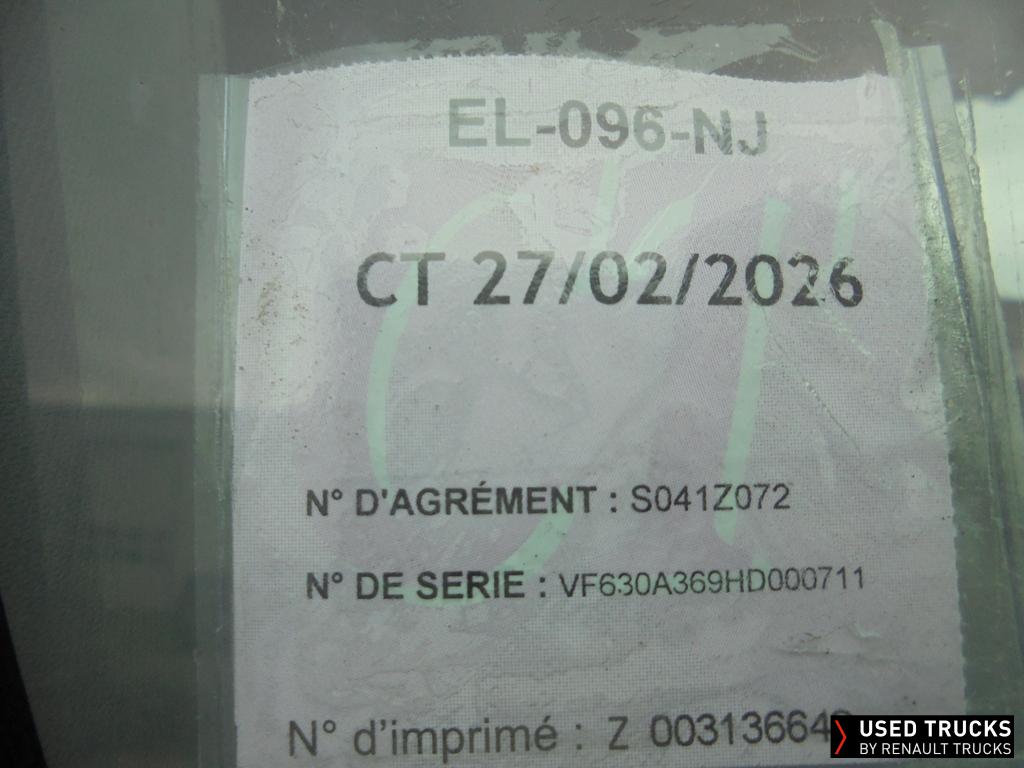 EL-096-NJ
CT 27/02/2026
N° D'AGRÉMENT : S041Z072
N° DE SERIE : VF630A369HD000711
N° d'imprimé : Z
USED TRUCKS
BY RENAULT TRUCKS